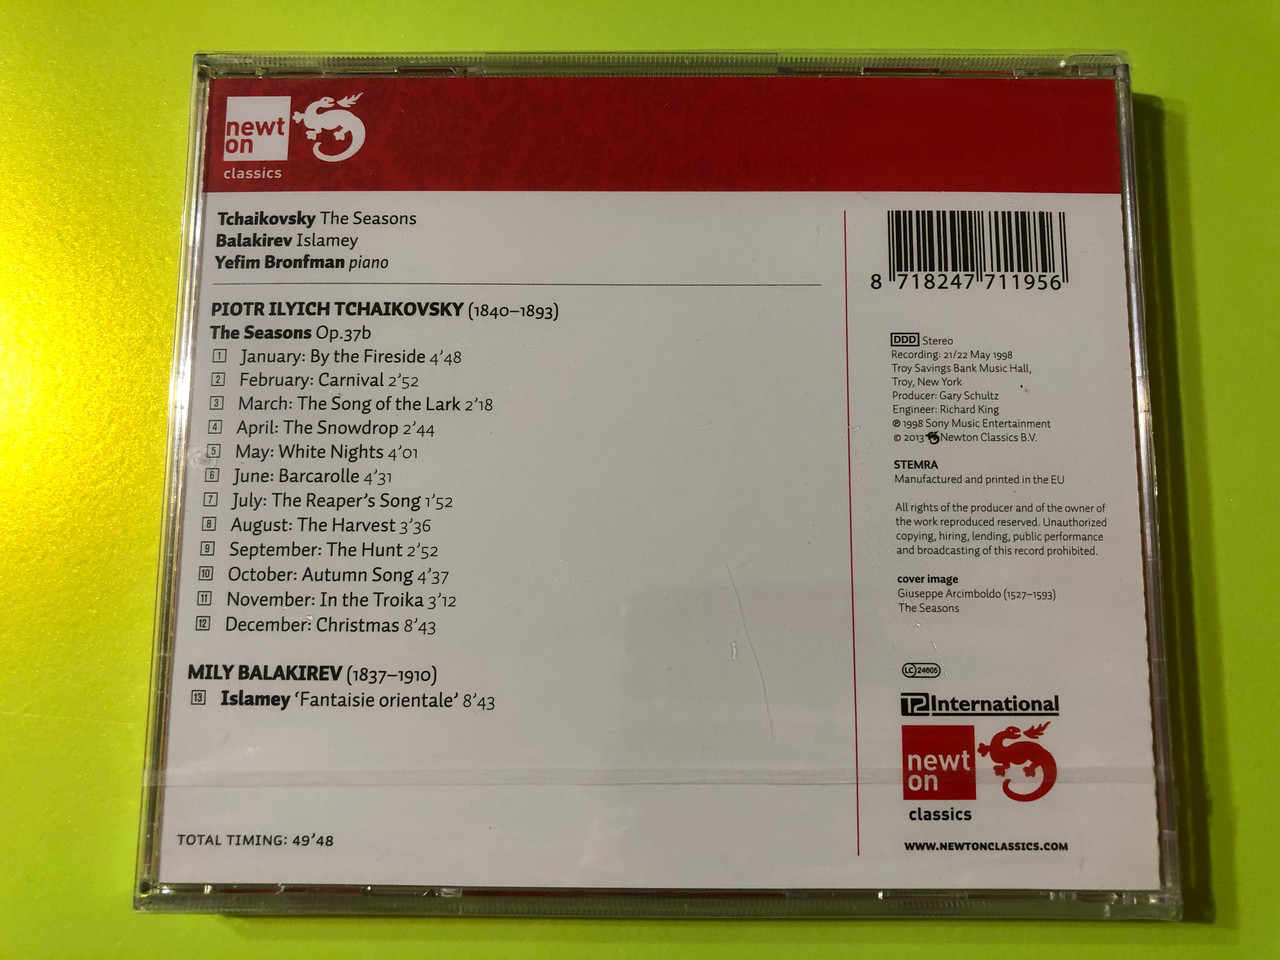 newt
on
classics
Tchaikovsky The Seasons
Balakirev Islamey
Yefim Bronfman piano
PIOTR ILYICH TCHAIKOVSKY (1840–1893)
The Seasons Op.37b
1 January: By the Fireside 4’48
2 February: Carnival 2’52
3 March: The Song of the Lark 2’18
4 April: The Snowdrop 2’44
5 May: White Nights 4’01
6 June: Barcarolle 4’31
7 July: The Reaper’s Song 1’52
8 August: The Harvest 3’36
9 September: The Hunt 2’52
10 October: Autumn Song 4’37
11 November: In the Troika 3’12
12 December: Christmas 8’43
MILY BALAKIREV (1837–1910)
13 Islamey ‘Fantaisie orientale’ 8’43
TOTAL TIMING: 49’48
8 718247 711956
DDD Stereo
Recording: 21/22 May 1998
Troy Savings Bank Music Hall,
Troy, New York
Producer: Gary Schultz
Engineer: Richard King
℗ 1998 Sony Music Entertainment
© 2013 Newton Classics B.V.
STEMRA
Manufactured and printed in the EU
All rights of the producer and of the owner of
the work reproduced reserved. Unauthorized
copying, hiring, lending, public performance
and broadcasting of this record prohibited.
cover image
Giuseppe Arcimboldo (1527–1593)
The Seasons
LC 24605
T2 International
newt
on
classics
WWW.NEWTONCLASSICS.COM